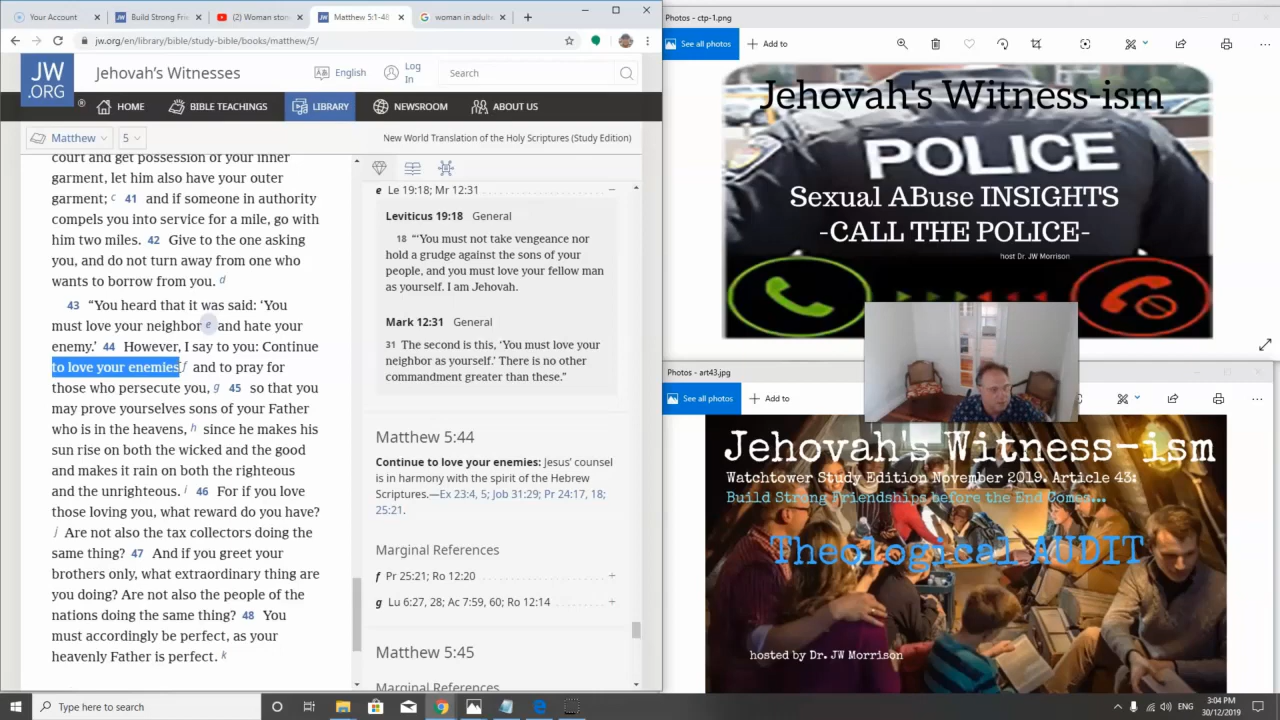 Your Account
Build Strong Frie
(2) Woman ston
Matthew 5:1-48
woman in adult
jw.org/en/library/bible/study-bible/books/matthew/5/
JW
.ORG
®
Jehovah's Witnesses
English
Log
In
Search
HOME
BIBLE TEACHINGS
LIBRARY
NEWSROOM
ABOUT US
Matthew
5
New World Translation of the Holy Scriptures (Study Edition)
court and get possession of your inner
garment, let him also have your outer
garment; c 41 and if someone in authority
compels you into service for a mile, go with
him two miles. 42 Give to the one asking
you, and do not turn away from one who
wants to borrow from you. d
43 “You heard that it was said: ‘You
must love your neighbor e and hate your
enemy.’ 44 However, I say to you: Continue
to love your enemies f and to pray for
those who persecute you, g 45 so that you
may prove yourselves sons of your Father
who is in the heavens, h since he makes his
sun rise on both the wicked and the good
and makes it rain on both the righteous
and the unrighteous. i 46 For if you love
those loving you, what reward do you have?
j Are not also the tax collectors doing the
same thing? 47 And if you greet your
brothers only, what extraordinary thing are
you doing? Are not also the people of the
nations doing the same thing? 48 You
must accordingly be perfect, as your
heavenly Father is perfect. k
e Le 19:18; Mr 12:31
Leviticus 19:18 General
18 “‘You must not take vengeance nor
hold a grudge against the sons of your
people, and you must love your fellow man
as yourself. I am Jehovah.
Mark 12:31 General
31 The second is this, ‘You must love your
neighbor as yourself.’ There is no other
commandment greater than these.”
Matthew 5:44
Continue to love your enemies: Jesus’ counsel
is in harmony with the spirit of the Hebrew
Scriptures.—Ex 23:4, 5; Job 31:29; Pr 24:17, 18;
25:21.
Marginal References
f Pr 25:21; Ro 12:20
g Lu 6:27, 28; Ac 7:59, 60; Ro 12:14
Matthew 5:45
Marginal References
Photos - ctp-1.png
See all photos
Add to
Jehovah's Witness-ism
POLICE
Sexual ABuse INSIGHTS
-CALL THE POLICE-
host Dr. JW Morrison
Photos - art43.jpg
See all photos
Add to
Jehovah's Witness-ism
Watchtower Study Edition November 2019. Article 43:
Build Strong Friendships before the End Comes...
Theological AUDIT
hosted by Dr. JW Morrison
Type here to search
ENG
3:04 PM
30/12/2019